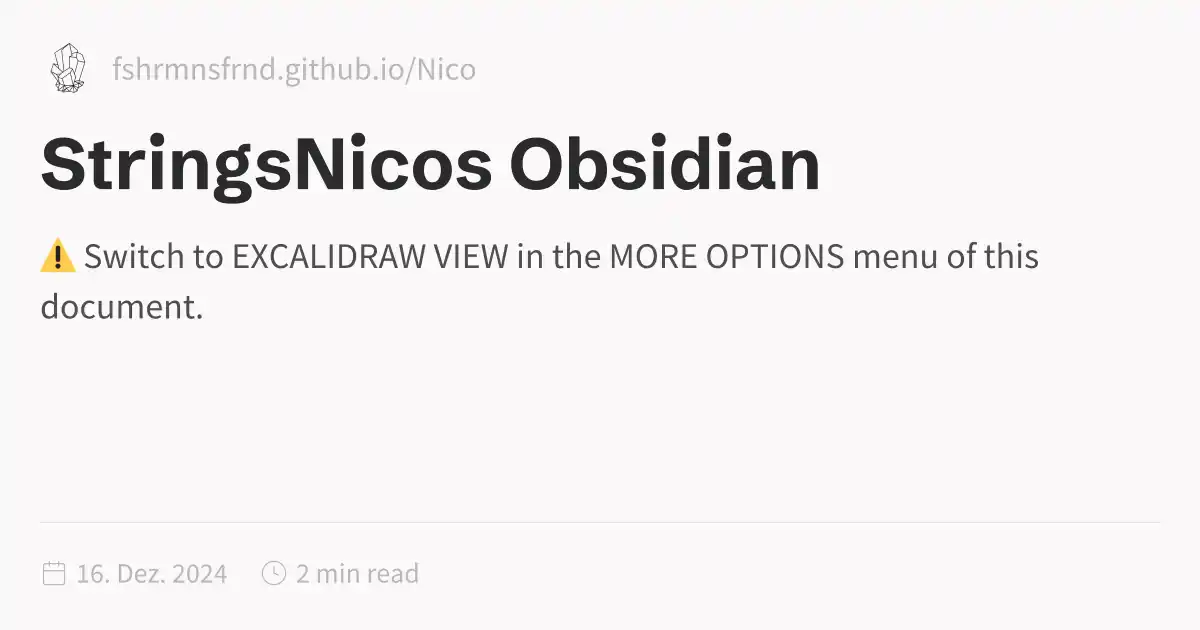 fshrmnsfrnd.github.io/Nico
StringsNicos Obsidian
⚠️ Switch to EXCALIDRAW VIEW in the MORE OPTIONS menu of this
document.
16. Dez. 2024 2 min read